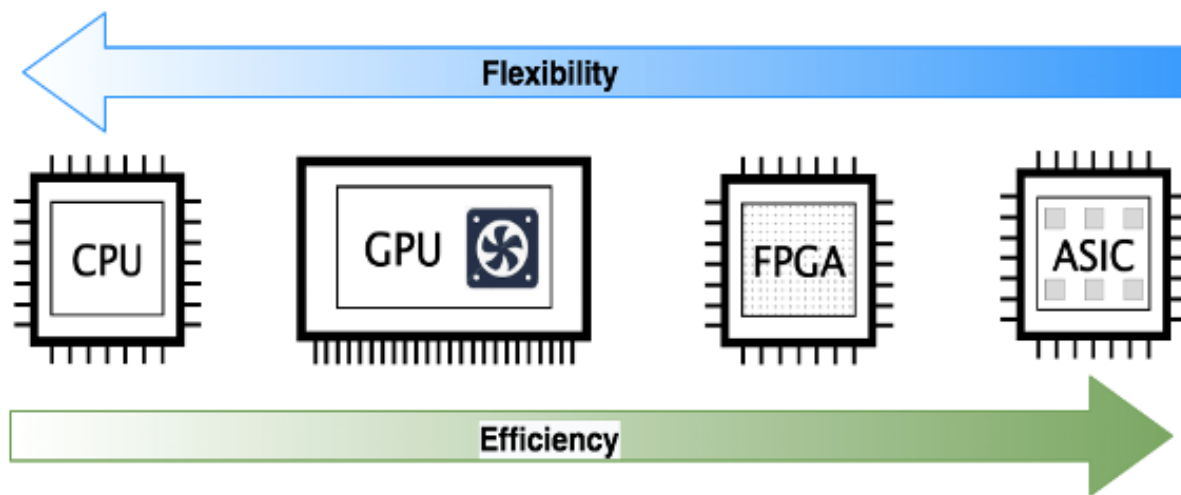 Flexibility
CPU
GPU
FPGA
ASIC
Efficiency